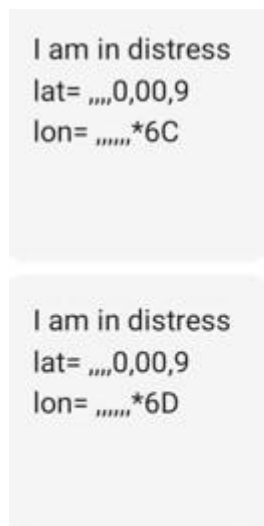 I am in distress
lat= ,,,,0,00,9
lon= ,,,,,,*6C
I am in distress
lat= ,,,,0,00,9
lon= ,,,,,,*6D